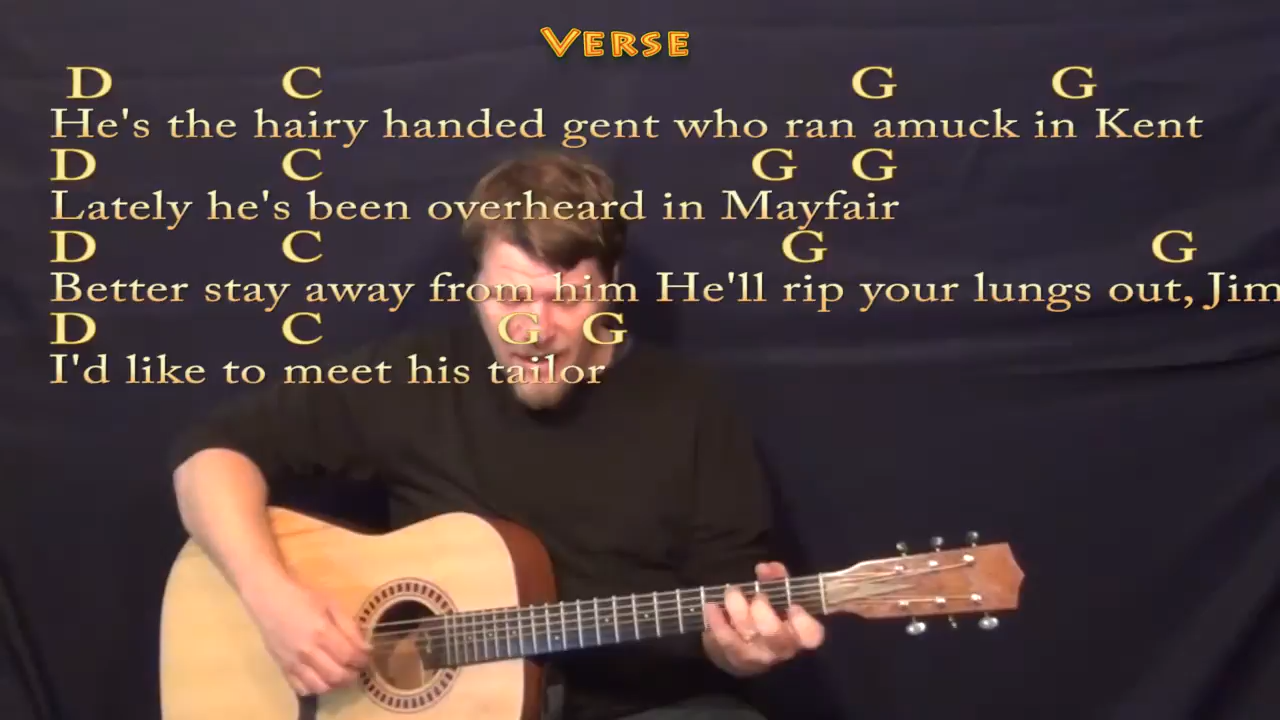 VERSE
D C G G
He's the hairy handed gent who ran amuck in Kent
D C G G
Lately he's been overheard in Mayfair
D C G G
Better stay away from him He'll rip your lungs out, Jim
D C G G
I'd like to meet his tailor